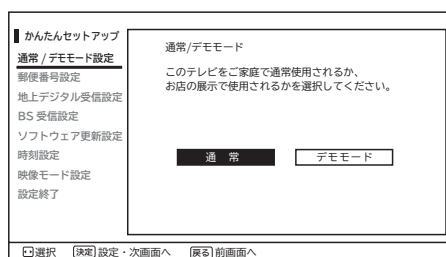 かんたんセットアップ
通常 / デモモード設定
郵便番号設定
地上デジタル受信設定
BS 受信設定
ソフトウェア更新設定
時刻設定
映像モード設定
設定終了
通常/デモモード
このテレビをご家庭で通常使用されるか、
お店の展示で使用されるかを選択してください。
通 常
デモモード
選択 決定 設定・次画面へ 戻る 前画面へ